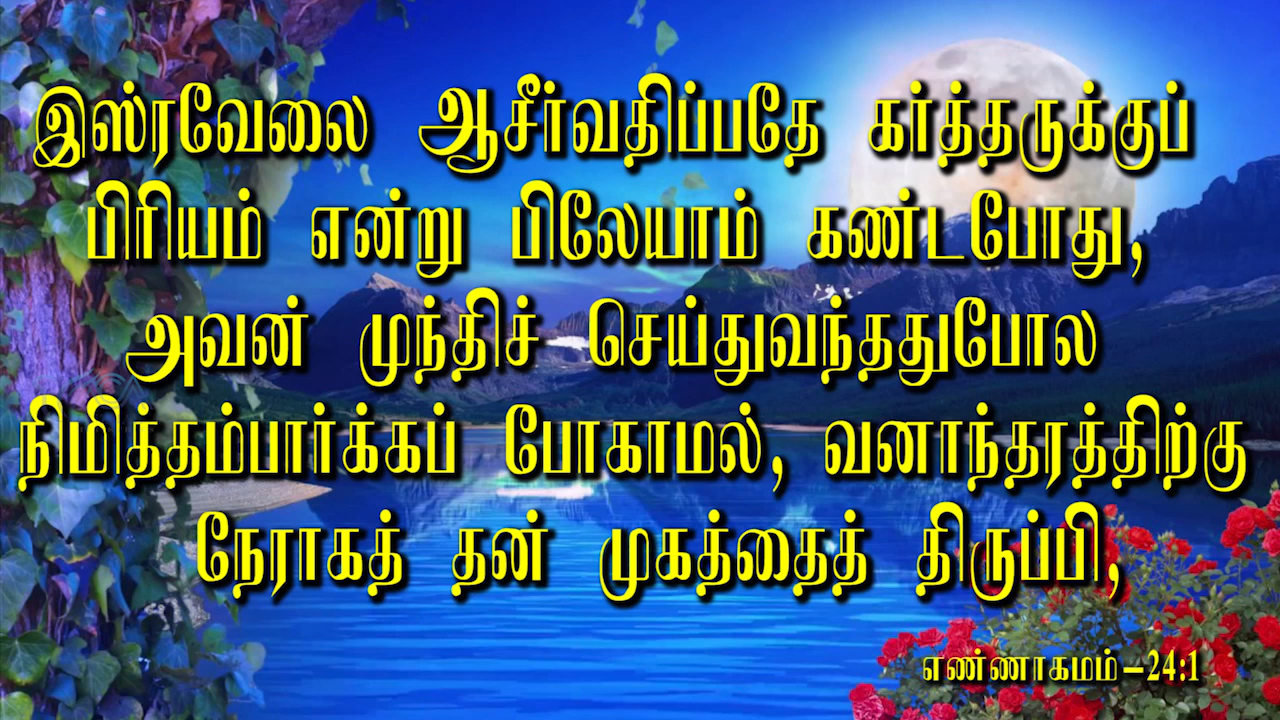 இஸ்ரவேலை ஆசீர்வதிப்பதே கர்த்தருக்குப்
பிரியம் என்று பிலேயாம் கண்டபோது,
அவன் முந்திச் செய்துவந்ததுபோல
நிமித்தம்பார்க்கப் போகாமல், வனாந்தரத்திற்கு
நேராகத் தன் முகத்தைத் திருப்பி,
எண்ணாகமம்–24:1